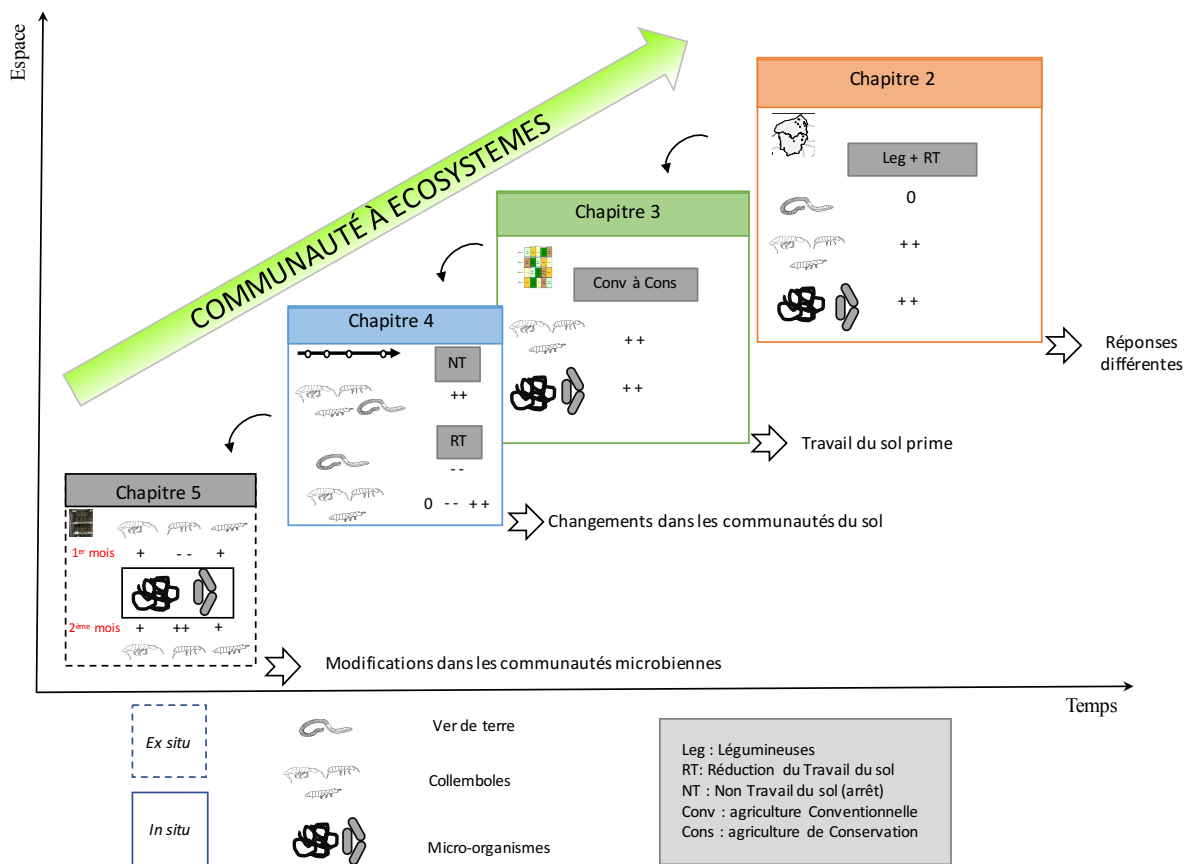 Espace
COMMUNAUTÉ À ECOSYSTEMES
Chapitre 2
Leg + RT
0
++
++
Réponses
différentes
Chapitre 3
Conv à Cons
++
++
Travail du sol prime
Chapitre 4
NT
++
RT
--
0 -- ++
Changements dans les communautés du sol
Chapitre 5
1er mois + -- +
2ème mois + ++ +
Modifications dans les communautés microbiennes
Temps
Ex situ
In situ
Ver de terre
Collemboles
Micro-organismes
Leg : Légumineuses
RT: Réduction du Travail du sol
NT : Non Travail du sol (arrêt)
Conv : agriculture Conventionnelle
Cons : agriculture de Conservation